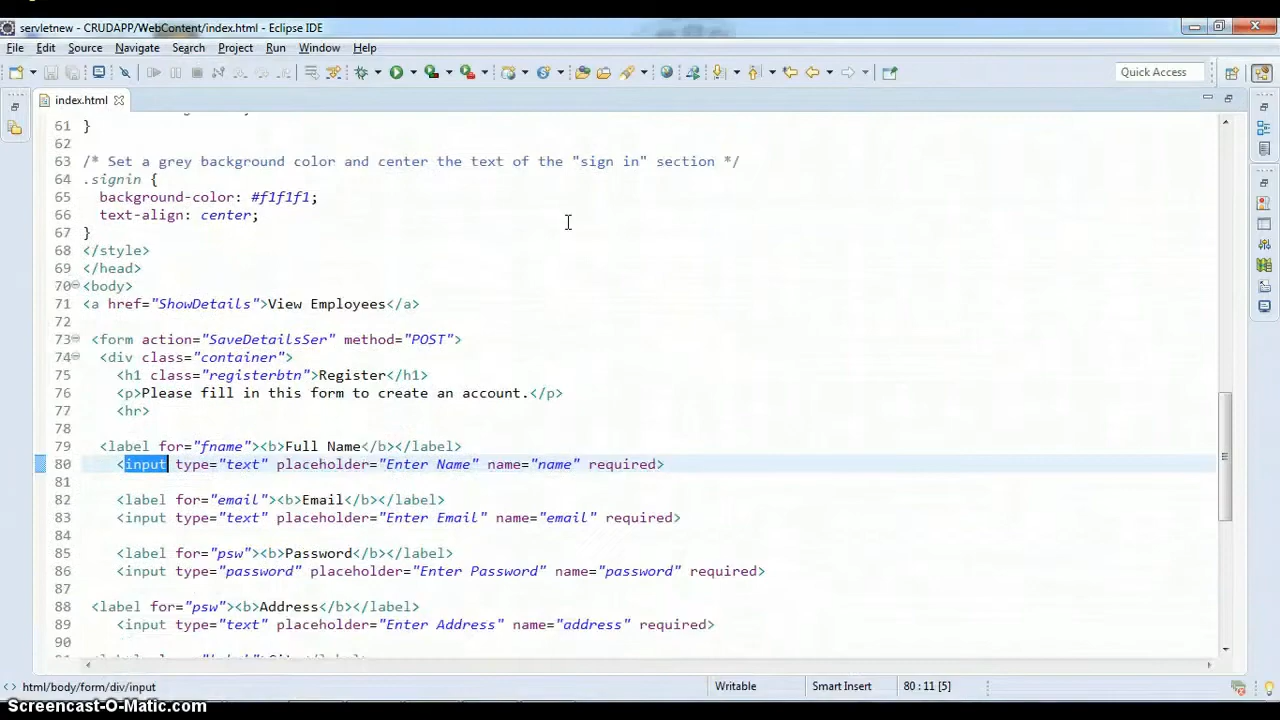 servletnew - CRUDAPP/WebContent/index.html - Eclipse IDE
File Edit Source Navigate Search Project Run Window Help
Quick Access
index.html
61 }
62
63 /* Set a grey background color and center the text of the "sign in" section */
64 .signin {
65 background-color: #f1f1f1;
66 text-align: center;
67 }
68 </style>
69 </head>
70 <body>
71 <a href="ShowDetails">View Employees</a>
72
73 <form action="SaveDetailsSer" method="POST">
74 <div class="container">
75 <h1 class="registerbtn">Register</h1>
76 <p>Please fill in this form to create an account.</p>
77 <hr>
78
79 <label for="fname"><b>Full Name</b></label>
80 <input type="text" placeholder="Enter Name" name="name" required>
81
82 <label for="email"><b>Email</b></label>
83 <input type="text" placeholder="Enter Email" name="email" required>
84
85 <label for="psw"><b>Password</b></label>
86 <input type="password" placeholder="Enter Password" name="password" required>
87
88 <label for="psw"><b>Address</b></label>
89 <input type="text" placeholder="Enter Address" name="address" required>
90
html/body/form/div/input Writable Smart Insert 80 : 11 [5]
Screencast-O-Matic.com